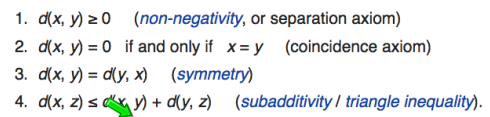 1. d(x, y) ≥ 0 (non-negativity, or separation axiom)
2. d(x, y) = 0 if and only if x = y (coincidence axiom)
3. d(x, y) = d(y, x) (symmetry)
4. d(x, z) ≤ d(x, y) + d(y, z) (subadditivity / triangle inequality).